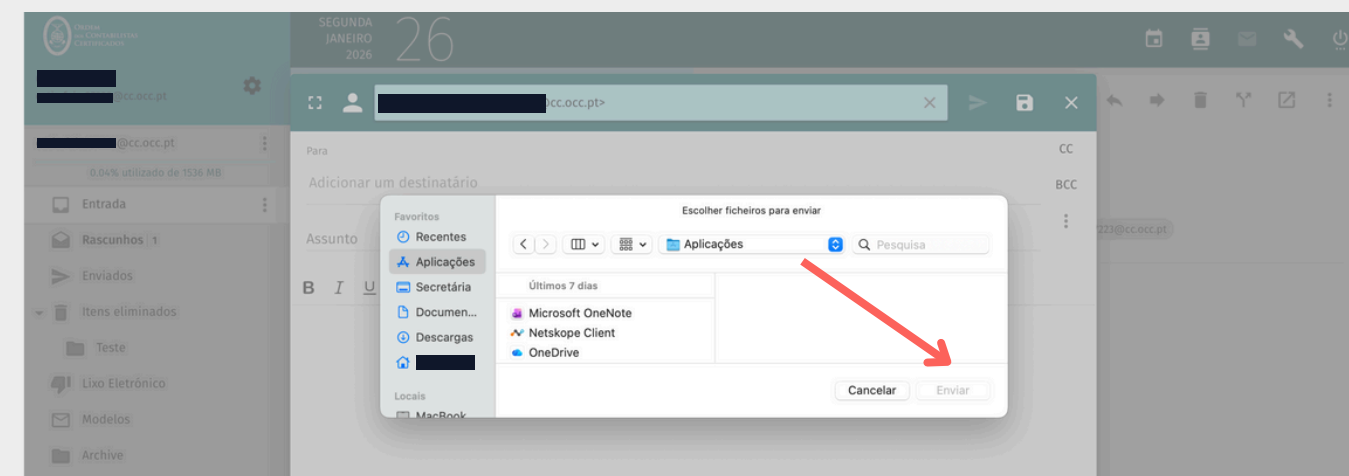 ORDEM
DOS CONTABILISTAS
CERTIFICADOS
SEGUNDA
JANEIRO
2026
26
@cc.occ.pt
@cc.occ.pt
0.04% utilizado de 1536 MB
Entrada
Rascunhos 1
Enviados
Itens eliminados
Teste
Lixo Eletrónico
Modelos
Archive
cc.occ.pt>
Para
CC
Adicionar um destinatário
BCC
Assunto
B I U
223@cc.occ.pt
Escolher ficheiros para enviar
Favoritos
Recentes
Aplicações
Secretária
Documen...
Descargas
Locais
MacBook
Aplicações
Pesquisa
Últimos 7 dias
Microsoft OneNote
Netskope Client
OneDrive
Cancelar
Enviar